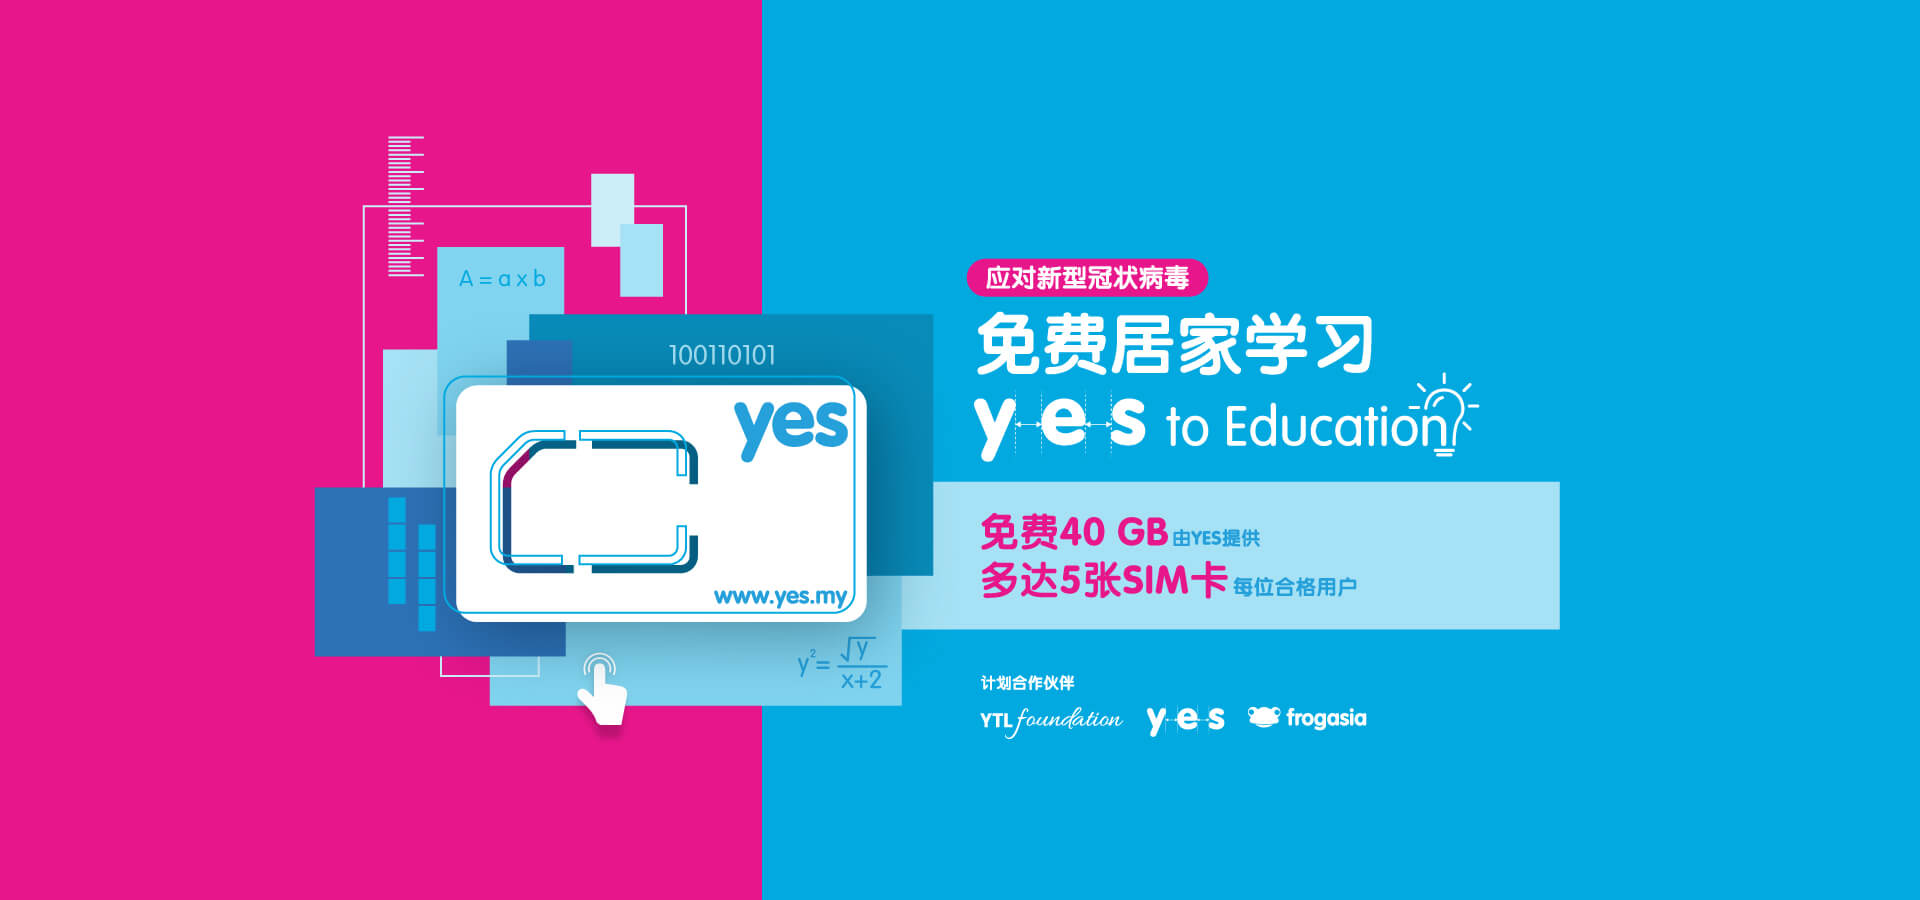 A = a x b
100110101
yes
www.yes.my
y²= √y / x+2
应对新型冠状病毒
免费居家学习
yes to Education
免费40 GB 由YES提供
多达5张SIM卡 每位合格用户
计划合作伙伴
YTL foundation yes frogasia